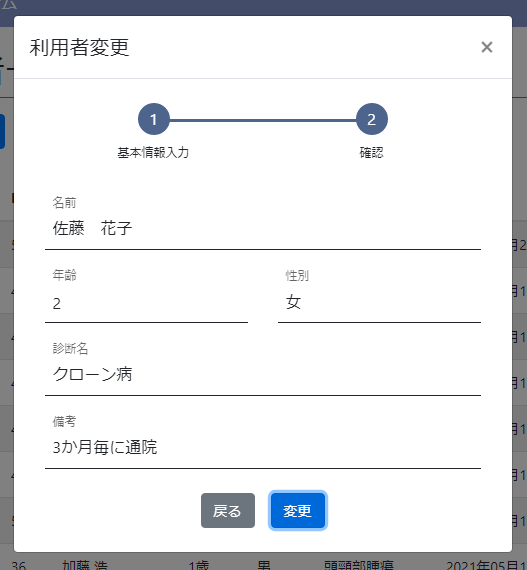 利用者変更 ×
1 2
基本情報入力 確認
名前
佐藤　花子
年齢 性別
2 女
診断名
クローン病
備考
3か月毎に通院
戻る 変更
36 加藤 浩 1歳 男 頭頸部腫瘍 2021年05月1